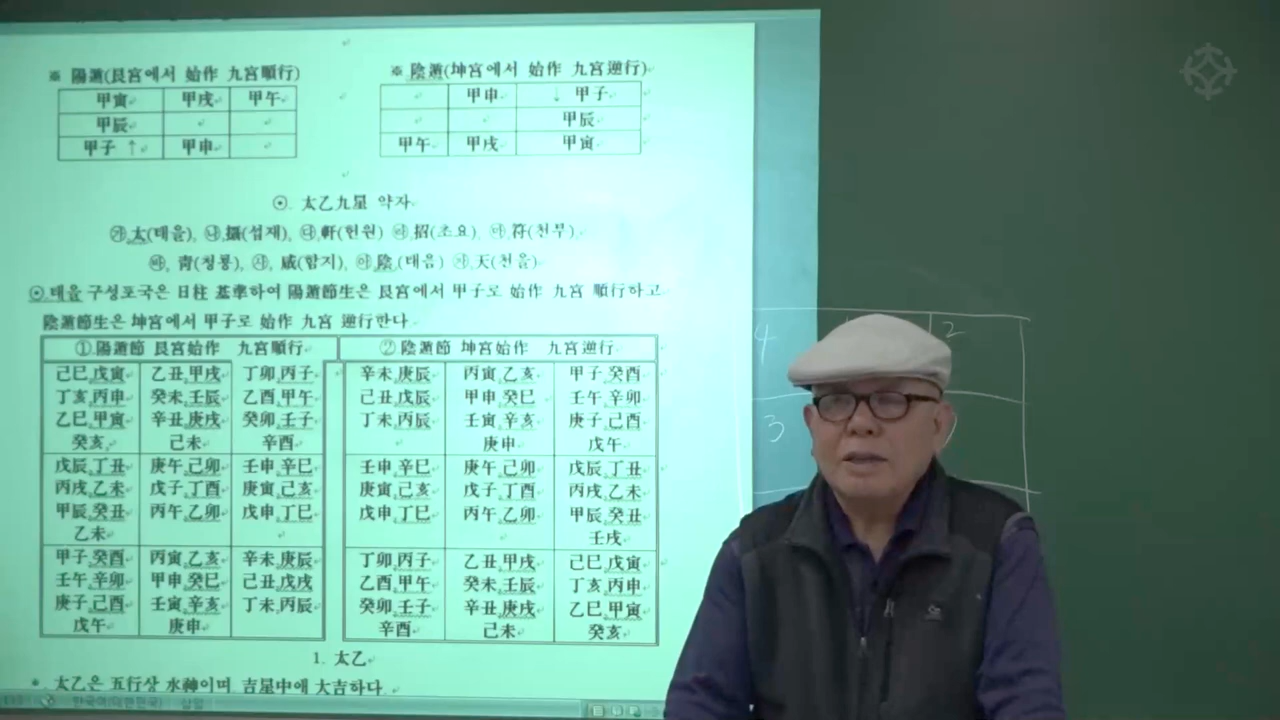 ※ 陽遁(艮宮에서 始作 九宮順行)
甲寅 甲戌 甲午
甲辰
甲子 ↑ 甲申
※ 陰遁(坤宮에서 始作 九宮逆行)
甲申 ↓ 甲子
甲辰
甲午 甲戌 甲寅
⊙. 太乙九星 약자
㉮.太(태을), ㉯.攝(섭제), ㉰.軒(헌원) ㉱.招(초요), ㉲.符(천부),
㉳. 靑(청룡), ㉴. 咸(함지), ㉵.陰(태음) ㉶.天(천을)
⊙.태을 구성포국은 日柱 基準하여 陽遁節生은 艮宮에서 甲子로 始作 九宮 順行하고
陰遁節生은 坤宮에서 甲子로 始作 九宮 逆行한다
①.陽遁節 艮宮始作 九宮順行
己巳,戊寅 乙丑,甲戌 丁卯,丙子
丁亥,丙申 癸未,壬辰 乙酉,甲午
乙巳,甲寅 辛丑,庚戌 癸卯,壬子
癸亥 己未 辛酉
戊辰,丁丑 庚午,己卯 壬申,辛巳
丙戌,乙未 戊子,丁酉 庚寅,己亥
甲辰,癸丑 丙午,乙卯 戊申,丁巳
乙未
甲子,癸酉 丙寅,乙亥 辛未,庚辰
壬午,辛卯 甲申,癸巳 己丑,戊戌
庚子,己酉 壬寅,辛亥 丁未,丙辰
戊午 庚申
②.陰遁節 坤宮始作 九宮逆行
辛未,庚辰 丙寅,乙亥 甲子,癸酉
己丑,戊辰 甲申,癸巳 壬午,辛卯
丁未,丙辰 壬寅,辛亥 庚子,己酉
庚申 戊午
壬申,辛巳 庚午,己卯 戊辰,丁丑
庚寅,己亥 戊子,丁酉 丙戌,乙未
戊申,丁巳 丙午,乙卯 甲辰,癸丑
壬戌
丁卯,丙子 乙丑,甲戌 己巳,戊寅
乙酉,甲午 癸未,壬辰 丁亥,丙申
癸卯,壬子 辛丑,庚戌 乙巳,甲寅
辛酉 己未 癸亥
1. 太乙
太乙은 五行상 水神이며, 吉星中에 大吉하다.
한국어(대한민국) 삽입
4 2
3